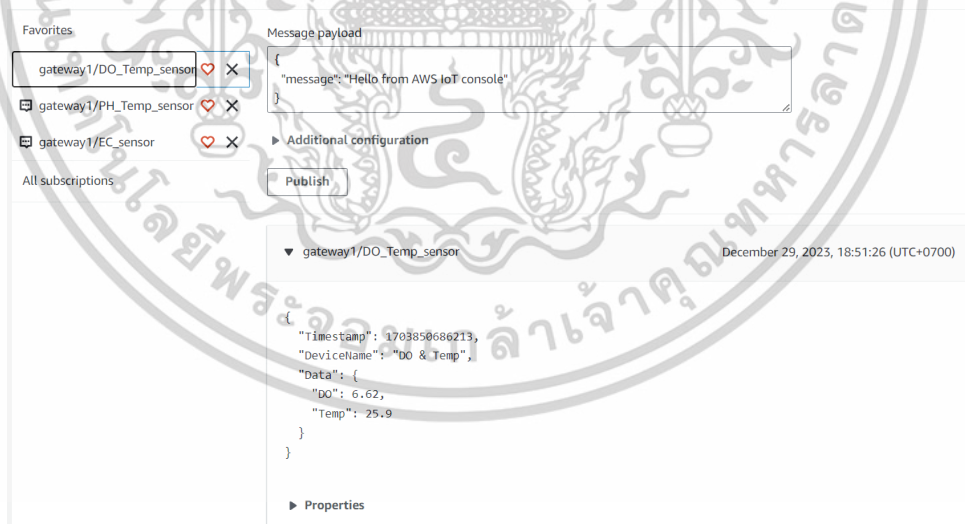 Favorites
gateway1/DO_Temp_sensor
gateway1/PH_Temp_sensor
gateway1/EC_sensor
All subscriptions
Message payload
{
"message": "Hello from AWS IoT console"
}
Additional configuration
Publish
gateway1/DO_Temp_sensor
December 29, 2023, 18:51:26 (UTC+0700)
{
"Timestamp": 1703850686213,
"DeviceName": "DO & Temp",
"Data": {
"DO": 6.62,
"Temp": 25.9
}
}
Properties